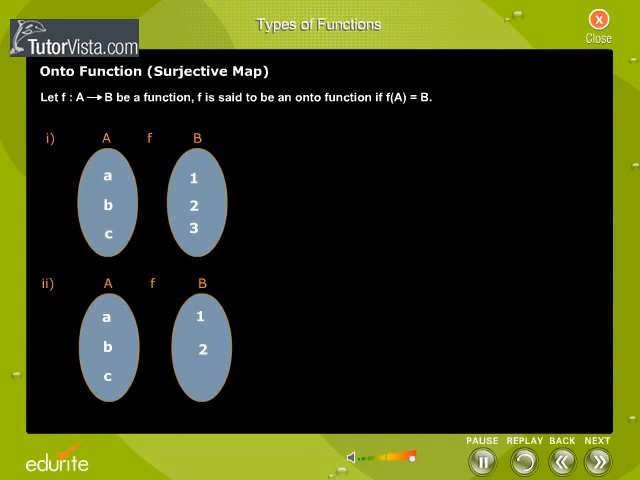 Types of Functions
X
Close
TutorVista.com
Onto Function (Surjective Map)
Let f : A → B be a function, f is said to be an onto function if f(A) = B.
i) A f B
a 1
b 2
c 3
ii) A f B
a 1
b 2
c
PAUSE REPLAY BACK NEXT
edurite